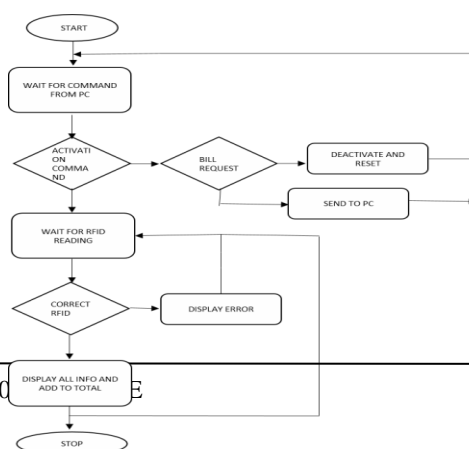 START
WAIT FOR COMMAND
FROM PC
ACTIVATI
ON
COMMA
ND
BILL
REQUEST
DEACTIVATE AND
RESET
SEND TO PC
WAIT FOR RFID
READING
CORRECT
RFID
DISPLAY ERROR
DISPLAY ALL INFO AND
ADD TO TOTAL
STOP